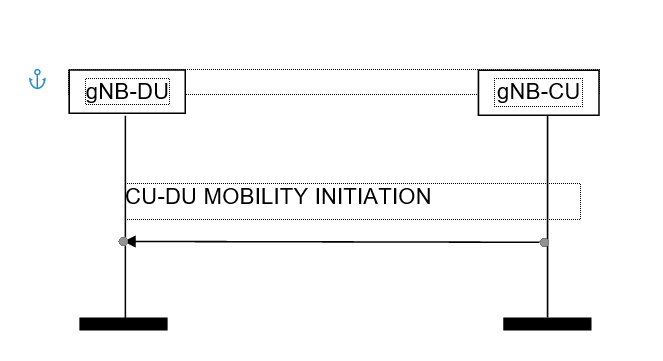 gNB-DU
gNB-CU
CU-DU MOBILITY INITIATION